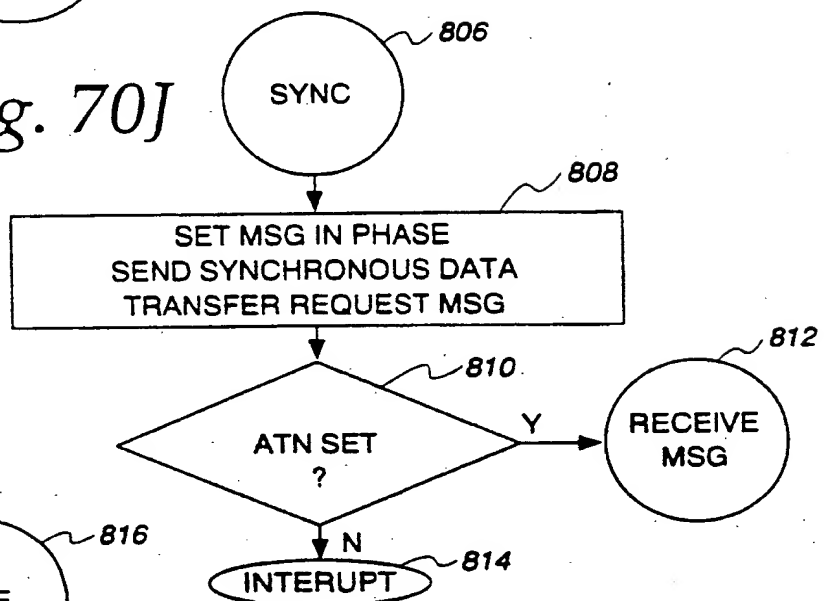 806
SYNC
g. 70J
808
SET MSG IN PHASE
SEND SYNCHRONOUS DATA
TRANSFER REQUEST MSG
810
812
ATN SET
?
Y
RECEIVE
MSG
816
N
814
INTERUPT
E